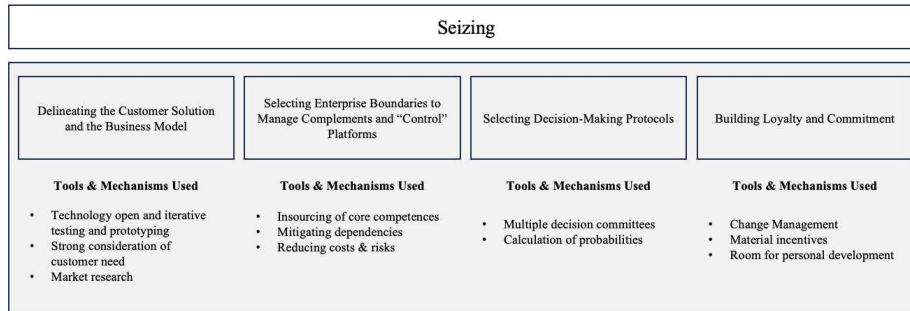 Seizing
Delineating the Customer Solution
and the Business Model
Tools & Mechanisms Used
• Technology open and iterative
testing and prototyping
• Strong consideration of
customer need
• Market research
Selecting Enterprise Boundaries to
Manage Complements and “Control”
Platforms
Tools & Mechanisms Used
• Insourcing of core competences
• Mitigating dependencies
• Reducing costs & risks
Selecting Decision-Making Protocols
Tools & Mechanisms Used
• Multiple decision committees
• Calculation of probabilities
Building Loyalty and Commitment
Tools & Mechanisms Used
• Change Management
• Material incentives
• Room for personal development